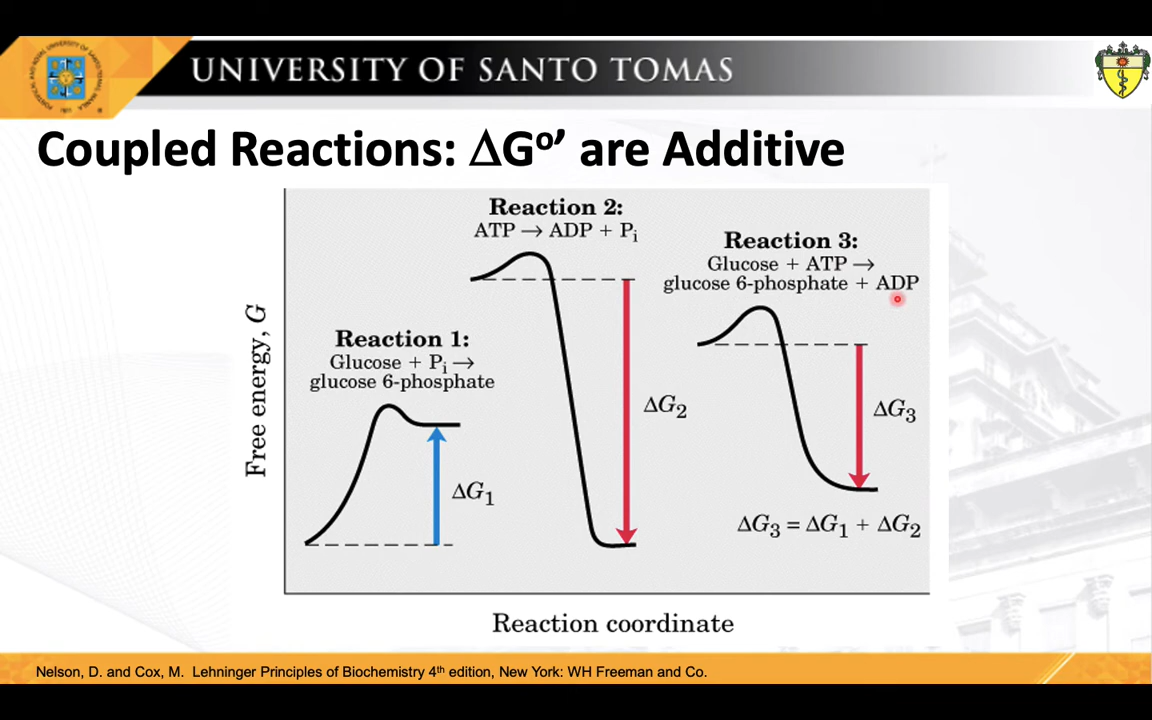 UNIVERSITY OF SANTO TOMAS
Coupled Reactions: ΔGº’ are Additive
Reaction 2:
ATP → ADP + Pi
Reaction 3:
Glucose + ATP →
glucose 6-phosphate + ADP
Reaction 1:
Glucose + Pi →
glucose 6-phosphate
Free energy, G
ΔG1
ΔG2
ΔG3
ΔG3 = ΔG1 + ΔG2
Reaction coordinate
Nelson, D. and Cox, M. Lehninger Principles of Biochemistry 4th edition, New York: WH Freeman and Co.